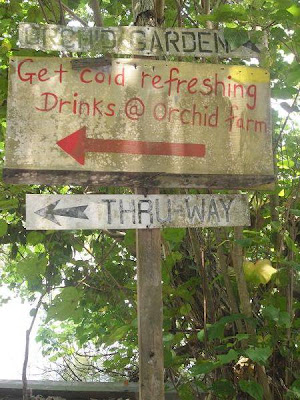 ORCHID GARDEN
Get cold refreshing
Drinks @ Orchid farm
THRU-WAY